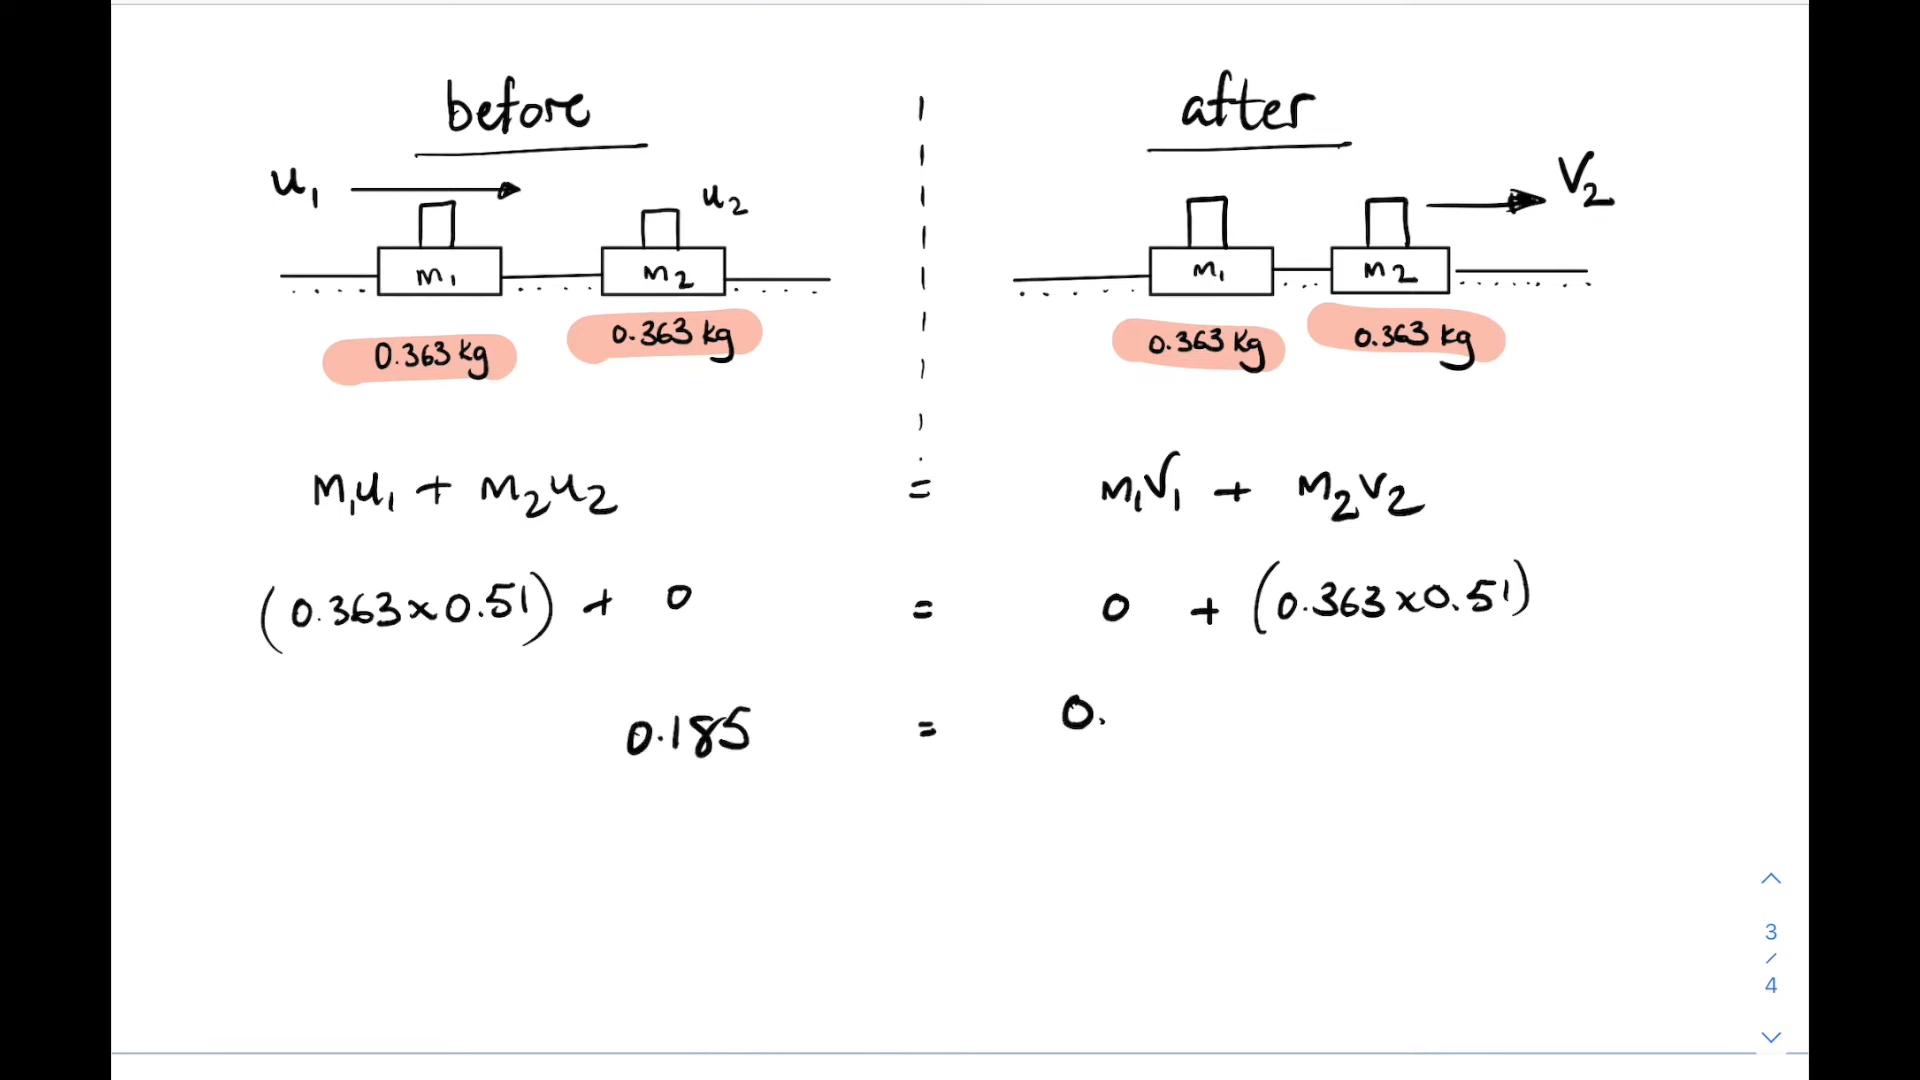 before
after
u₁
u₂
V₂
m₁
m₂
m₁
m₂
0.363 kg
0.363 kg
0.363 kg
0.363 kg
m₁u₁ + m₂u₂ = m₁V₁ + m₂v₂
(0.363×0.51) + 0 = 0 + (0.363×0.51)
0.185 = 0.
3
/
4